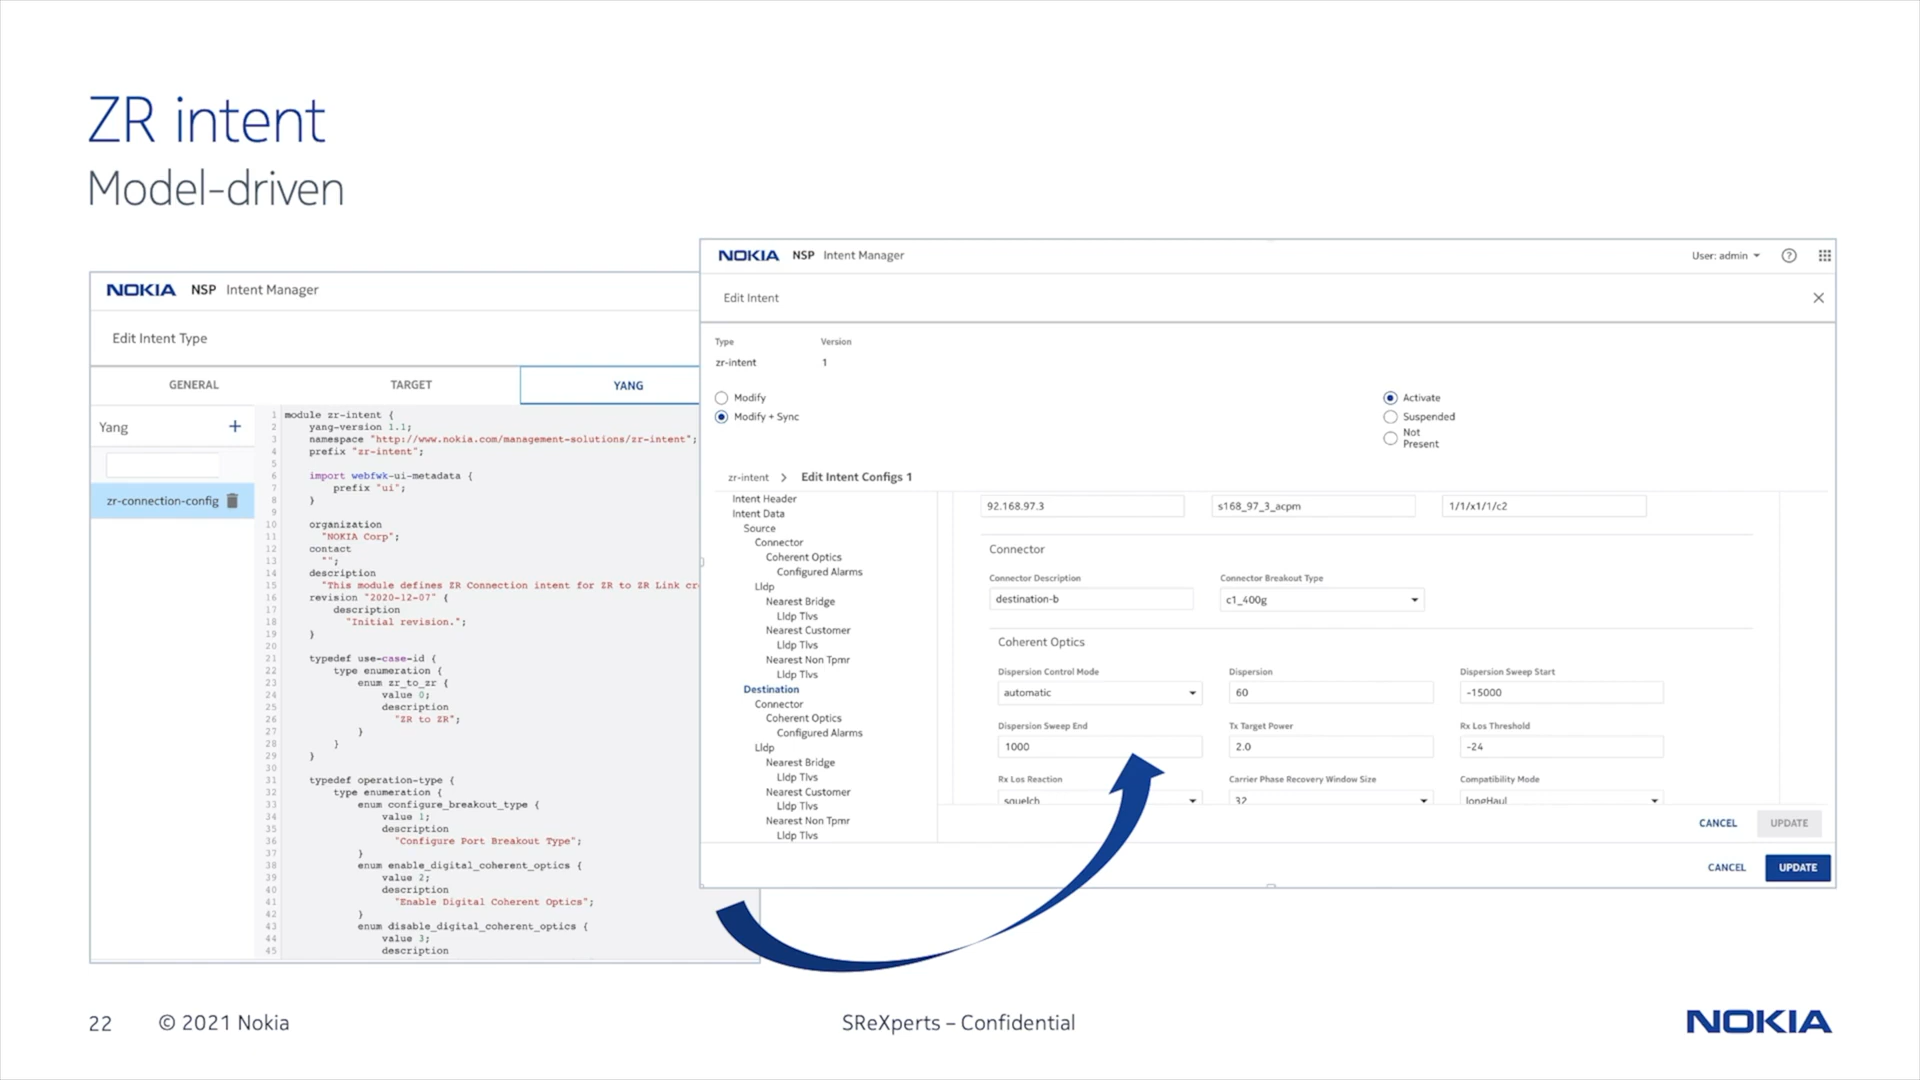 ZR intent
Model-driven
NOKIA NSP Intent Manager
Edit Intent Type
GENERAL TARGET YANG
Yang +
zr-connection-config
1 module zr-intent {
2 yang-version 1.1;
3 namespace "http://www.nokia.com/management-solutions/zr-intent";
4 prefix "zr-intent";
5
6 import webfwk-ui-metadata {
7 prefix "ui";
8 }
9
10 organization
11 "NOKIA Corp";
12 contact
13 "";
14 description
15 "This module defines ZR Connection intent for ZR to ZR Link cr
16 revision "2020-12-07" {
17 description
18 "Initial revision.";
19 }
20
21 typedef use-case-id {
22 type enumeration {
23 enum zr_to_zr {
24 value 0;
25 description
26 "ZR to ZR";
27 }
28 }
29 }
30
31 typedef operation-type {
32 type enumeration {
33 enum configure_breakout_type {
34 value 1;
35 description
36 "Configure Port Breakout Type";
37 }
38 enum enable_digital_coherent_optics {
39 value 2;
40 description
41 "Enable Digital Coherent Optics";
42 }
43 enum disable_digital_coherent_optics {
44 value 3;
45 description
NOKIA NSP Intent Manager
User: admin ?
Edit Intent
Type Version
zr-intent 1
Modify
Modify + Sync
Activate
Suspended
Not
Present
zr-intent > Edit Intent Configs 1
Intent Header
Intent Data
Source
Connector
Coherent Optics
Configured Alarms
Lldp
Nearest Bridge
Lldp Tlvs
Nearest Customer
Lldp Tlvs
Nearest Non Tpmr
Lldp Tlvs
Destination
Connector
Coherent Optics
Configured Alarms
Lldp
Nearest Bridge
Lldp Tlvs
Nearest Customer
Lldp Tlvs
Nearest Non Tpmr
Lldp Tlvs
92.168.97.3 s168_97_3_acpm 1/1/x1/1/c2
Connector
Connector Description Connector Breakout Type
destination-b c1_400g
Coherent Optics
Dispersion Control Mode Dispersion Dispersion Sweep Start
automatic 60 -15000
Dispersion Sweep End Tx Target Power Rx Los Threshold
1000 2.0 -24
Rx Los Reaction Carrier Phase Recovery Window Size Compatibility Mode
squelch 32 longHaul
CANCEL UPDATE
CANCEL UPDATE
22 © 2021 Nokia SReXperts – Confidential NOKIA